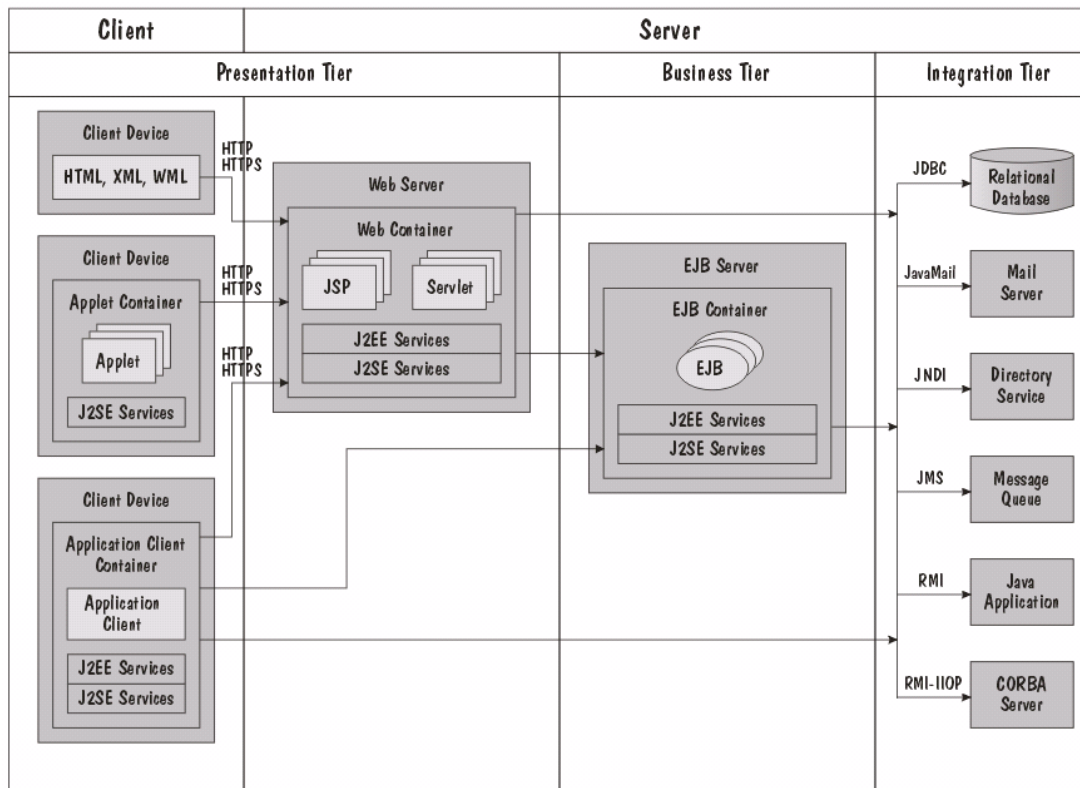 Client
Server
Presentation Tier
Business Tier
Integration Tier
Client Device
HTML, XML, WML
HTTP
HTTPS
Client Device
Applet Container
Applet
J2SE Services
HTTP
HTTPS
Client Device
Application Client
Container
Application
Client
J2EE Services
J2SE Services
HTTP
HTTPS
Web Server
Web Container
JSP
Servlet
J2EE Services
J2SE Services
EJB Server
EJB Container
EJB
J2EE Services
J2SE Services
JDBC
Relational
Database
JavaMail
Mail
Server
JNDI
Directory
Service
JMS
Message
Queue
RMI
Java
Application
RMI-IIOP
CORBA
Server